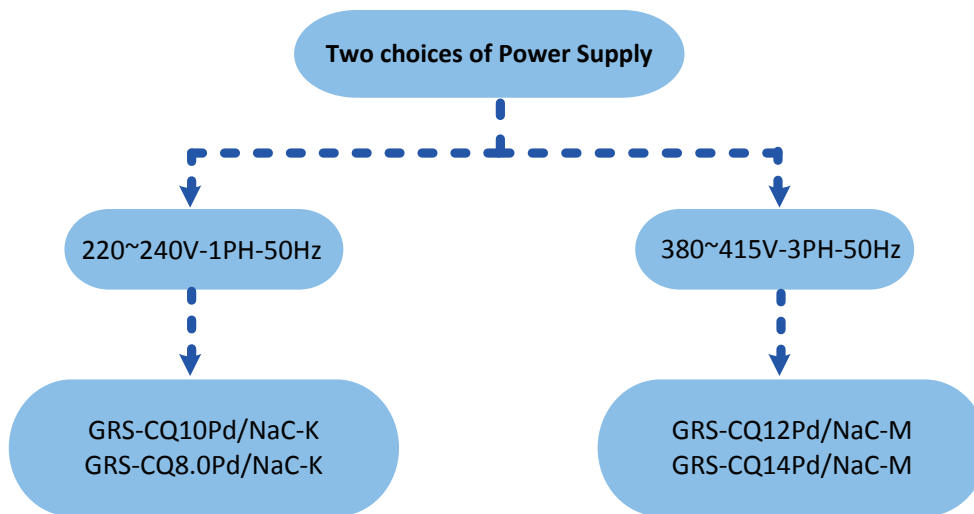 Two choices of Power Supply
220~240V-1PH-50Hz
380~415V-3PH-50Hz
GRS-CQ10Pd/NaC-K
GRS-CQ8.0Pd/NaC-K
GRS-CQ12Pd/NaC-M
GRS-CQ14Pd/NaC-M